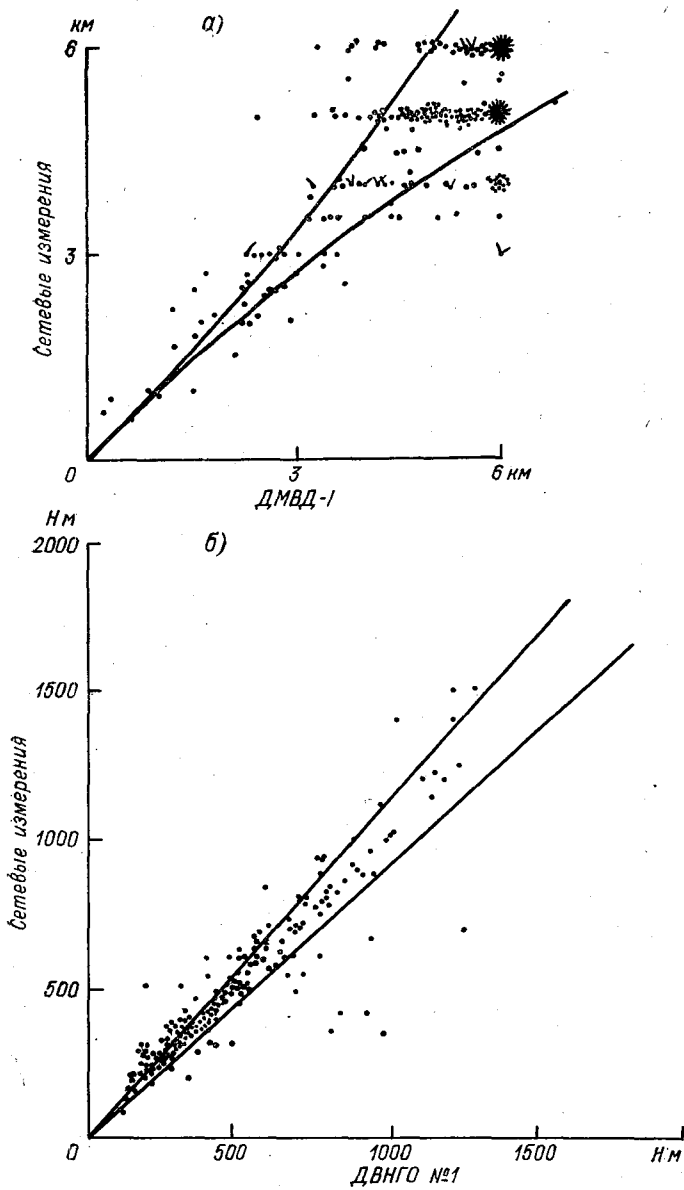 км
а)
6
Сетевые измерения
3
0
3
6 км
ДМВД-1
Нм
б)
2000
1500
Сетевые измерения
1000
500
0
500
1000
1500
Нм
ДВНГО №1